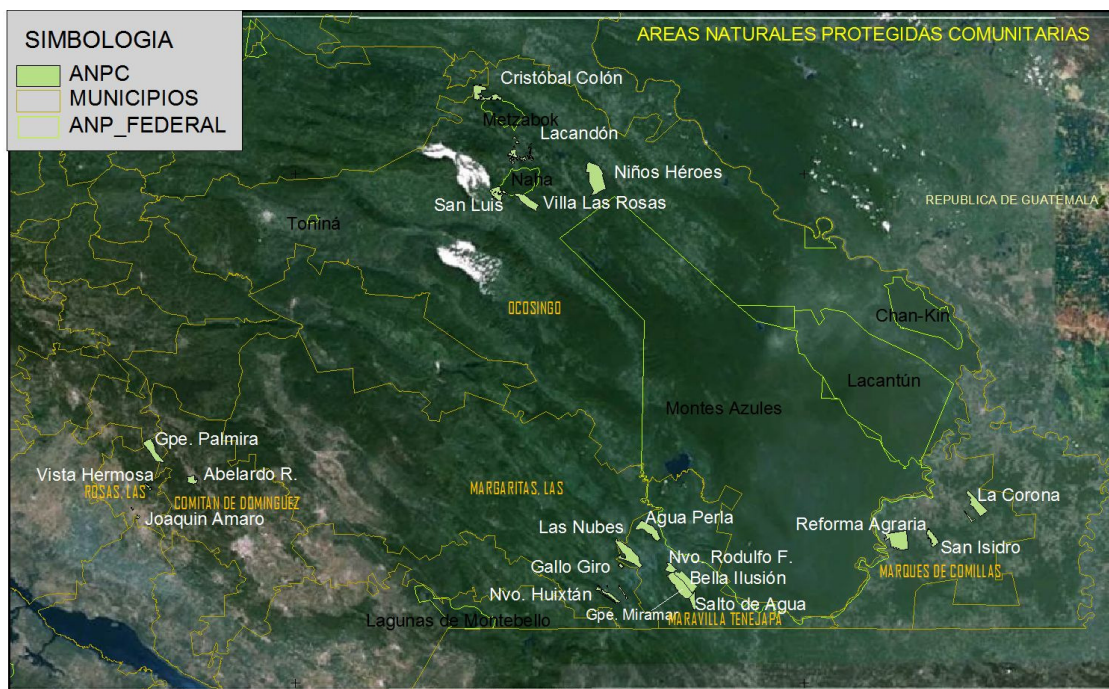 AREAS NATURALES PROTEGIDAS COMUNITARIAS
SIMBOLOGIA
ANPC
MUNICIPIOS
ANP_FEDERAL
Cristóbal Colón
Metzabok
Lacandón
Naha
Niños Héroes
San Luis
Villa Las Rosas
REPUBLICA DE GUATEMALA
Toniná
OCOSINGO
Chan-Kin
Lacantún
Montes Azules
Gpe. Palmira
Vista Hermosa
Abelardo R.
ROSAS, LAS
COMITAN DE DOMINGUEZ
MARGARITAS, LAS
Joaquin Amaro
La Corona
Agua Perla
Las Nubes
Reforma Agraria
San Isidro
Nvo. Rodulfo F.
Gallo Giro
Bella Ilusión
MARQUES DE COMILLAS
Nvo. Huixtán
Salto de Agua
Gpe. Miramar
MARAVILLA TENEJAPA
Lagunas de Montebello